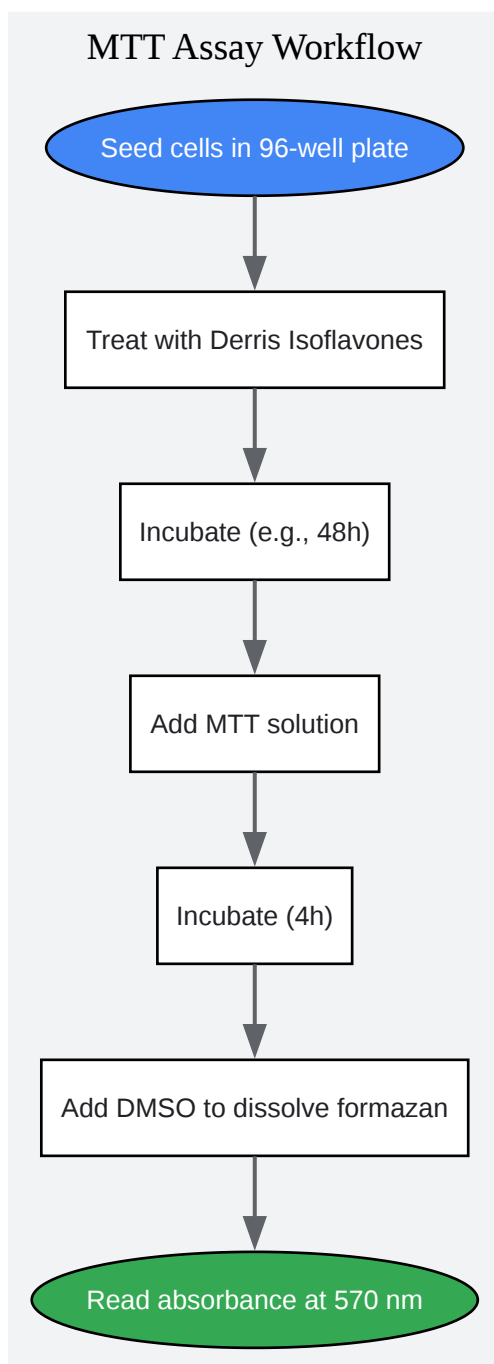 MTT Assay Workflow
Seed cells in 96-well plate
Treat with Derris Isoflavones
Incubate (e.g., 48h)
Add MTT solution
Incubate (4h)
Add DMSO to dissolve formazan
Read absorbance at 570 nm